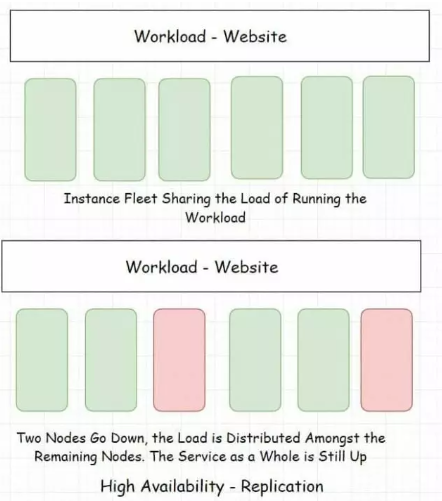 Workload - Website
Instance Fleet Sharing the Load of Running the
Workload
Workload - Website
Two Nodes Go Down, the Load is Distributed Amongst the
Remaining Nodes. The Service as a Whole is Still Up
High Availability - Replication